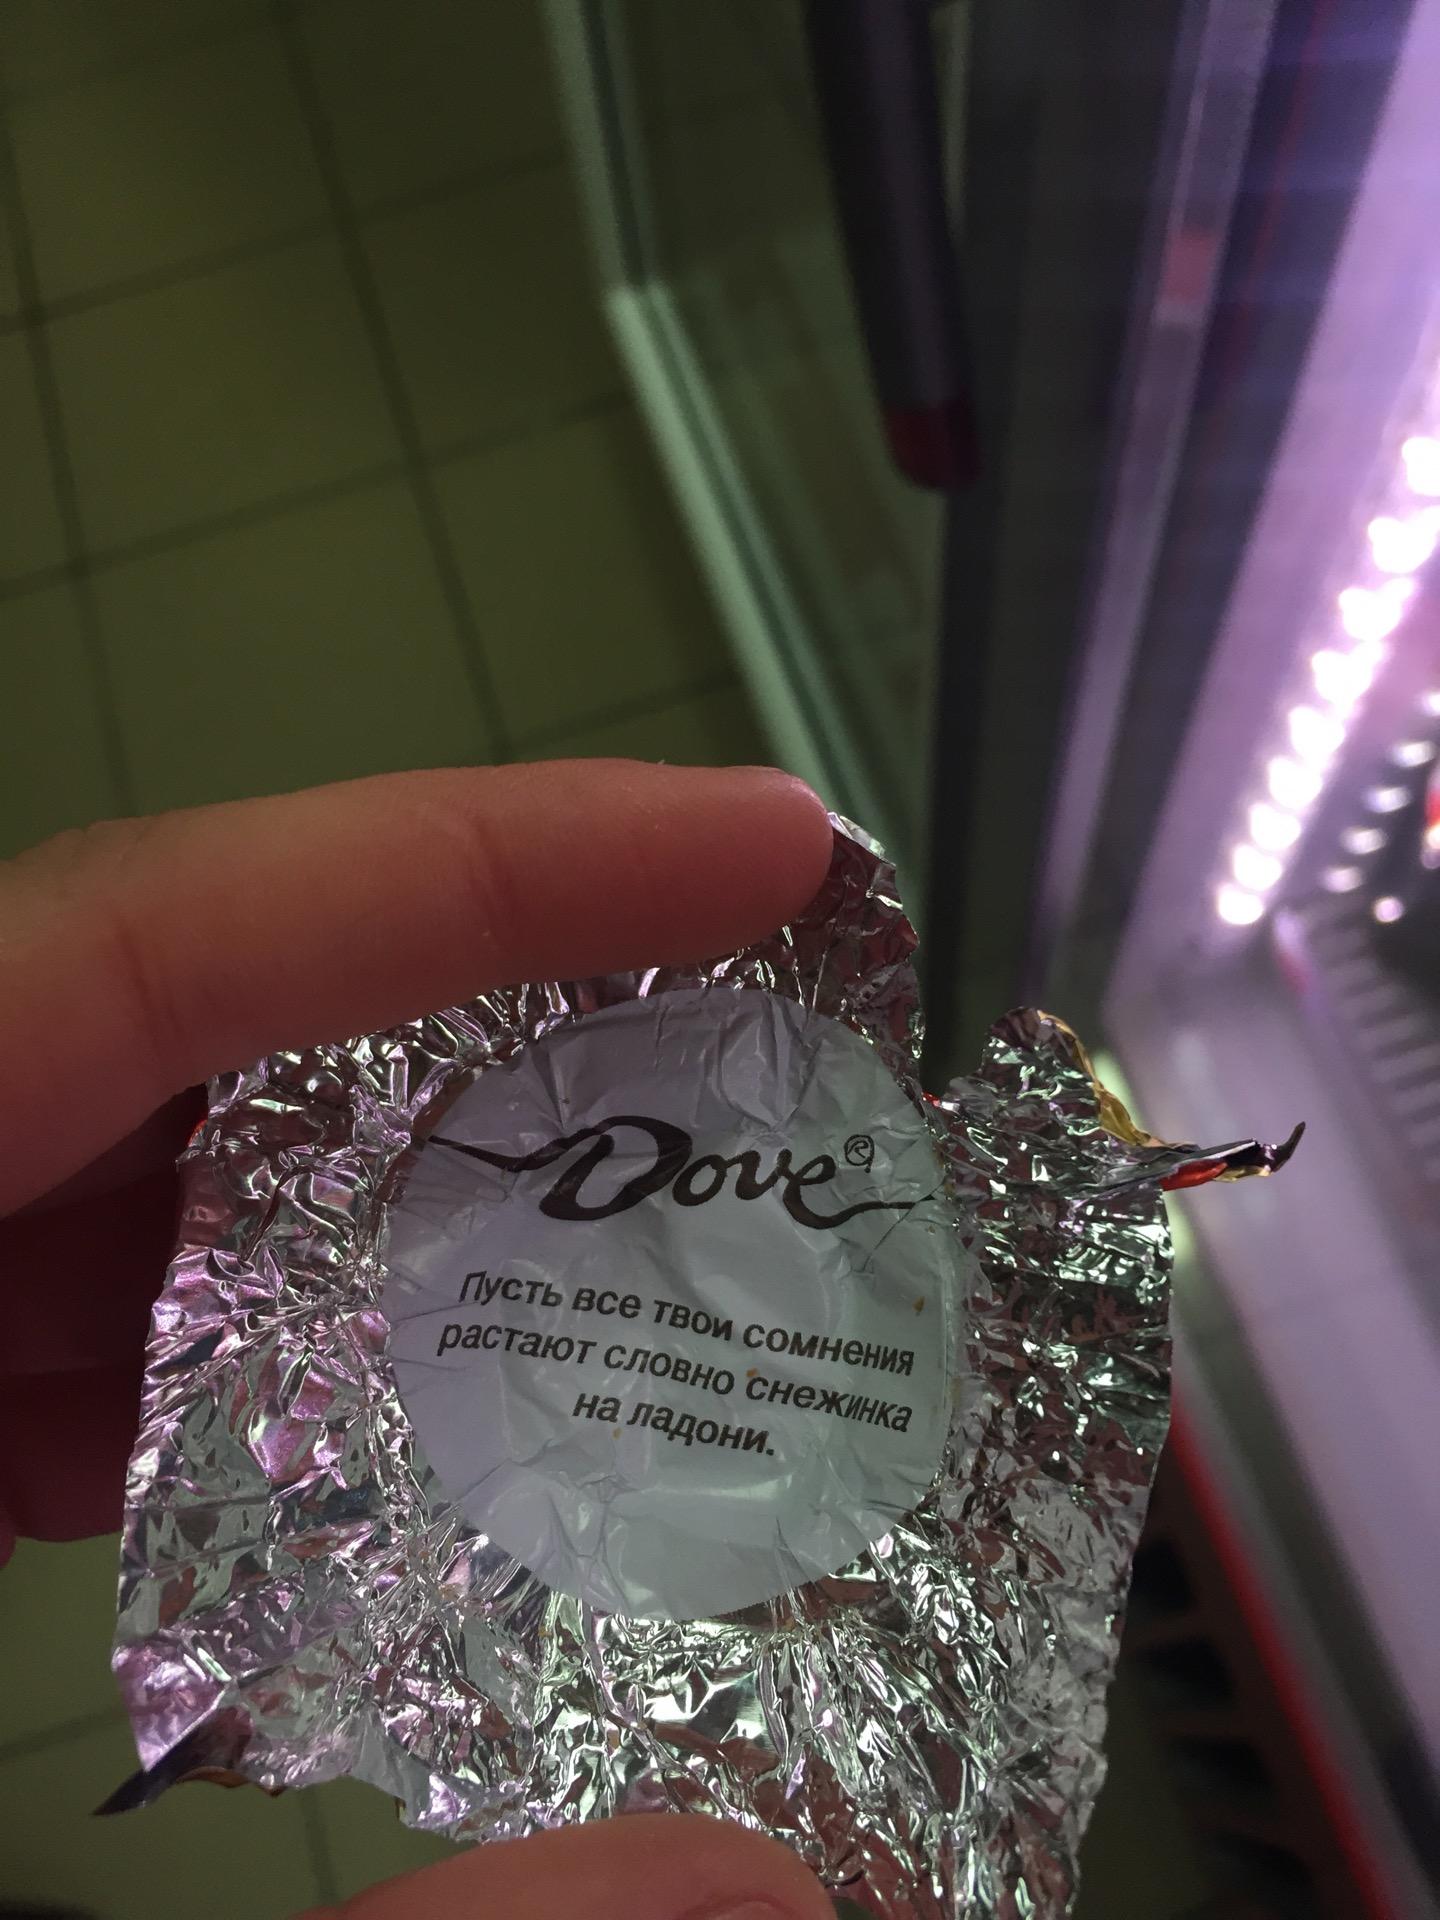 Dove®
Пусть все твои сомнения
растают словно снежинка
на ладони.